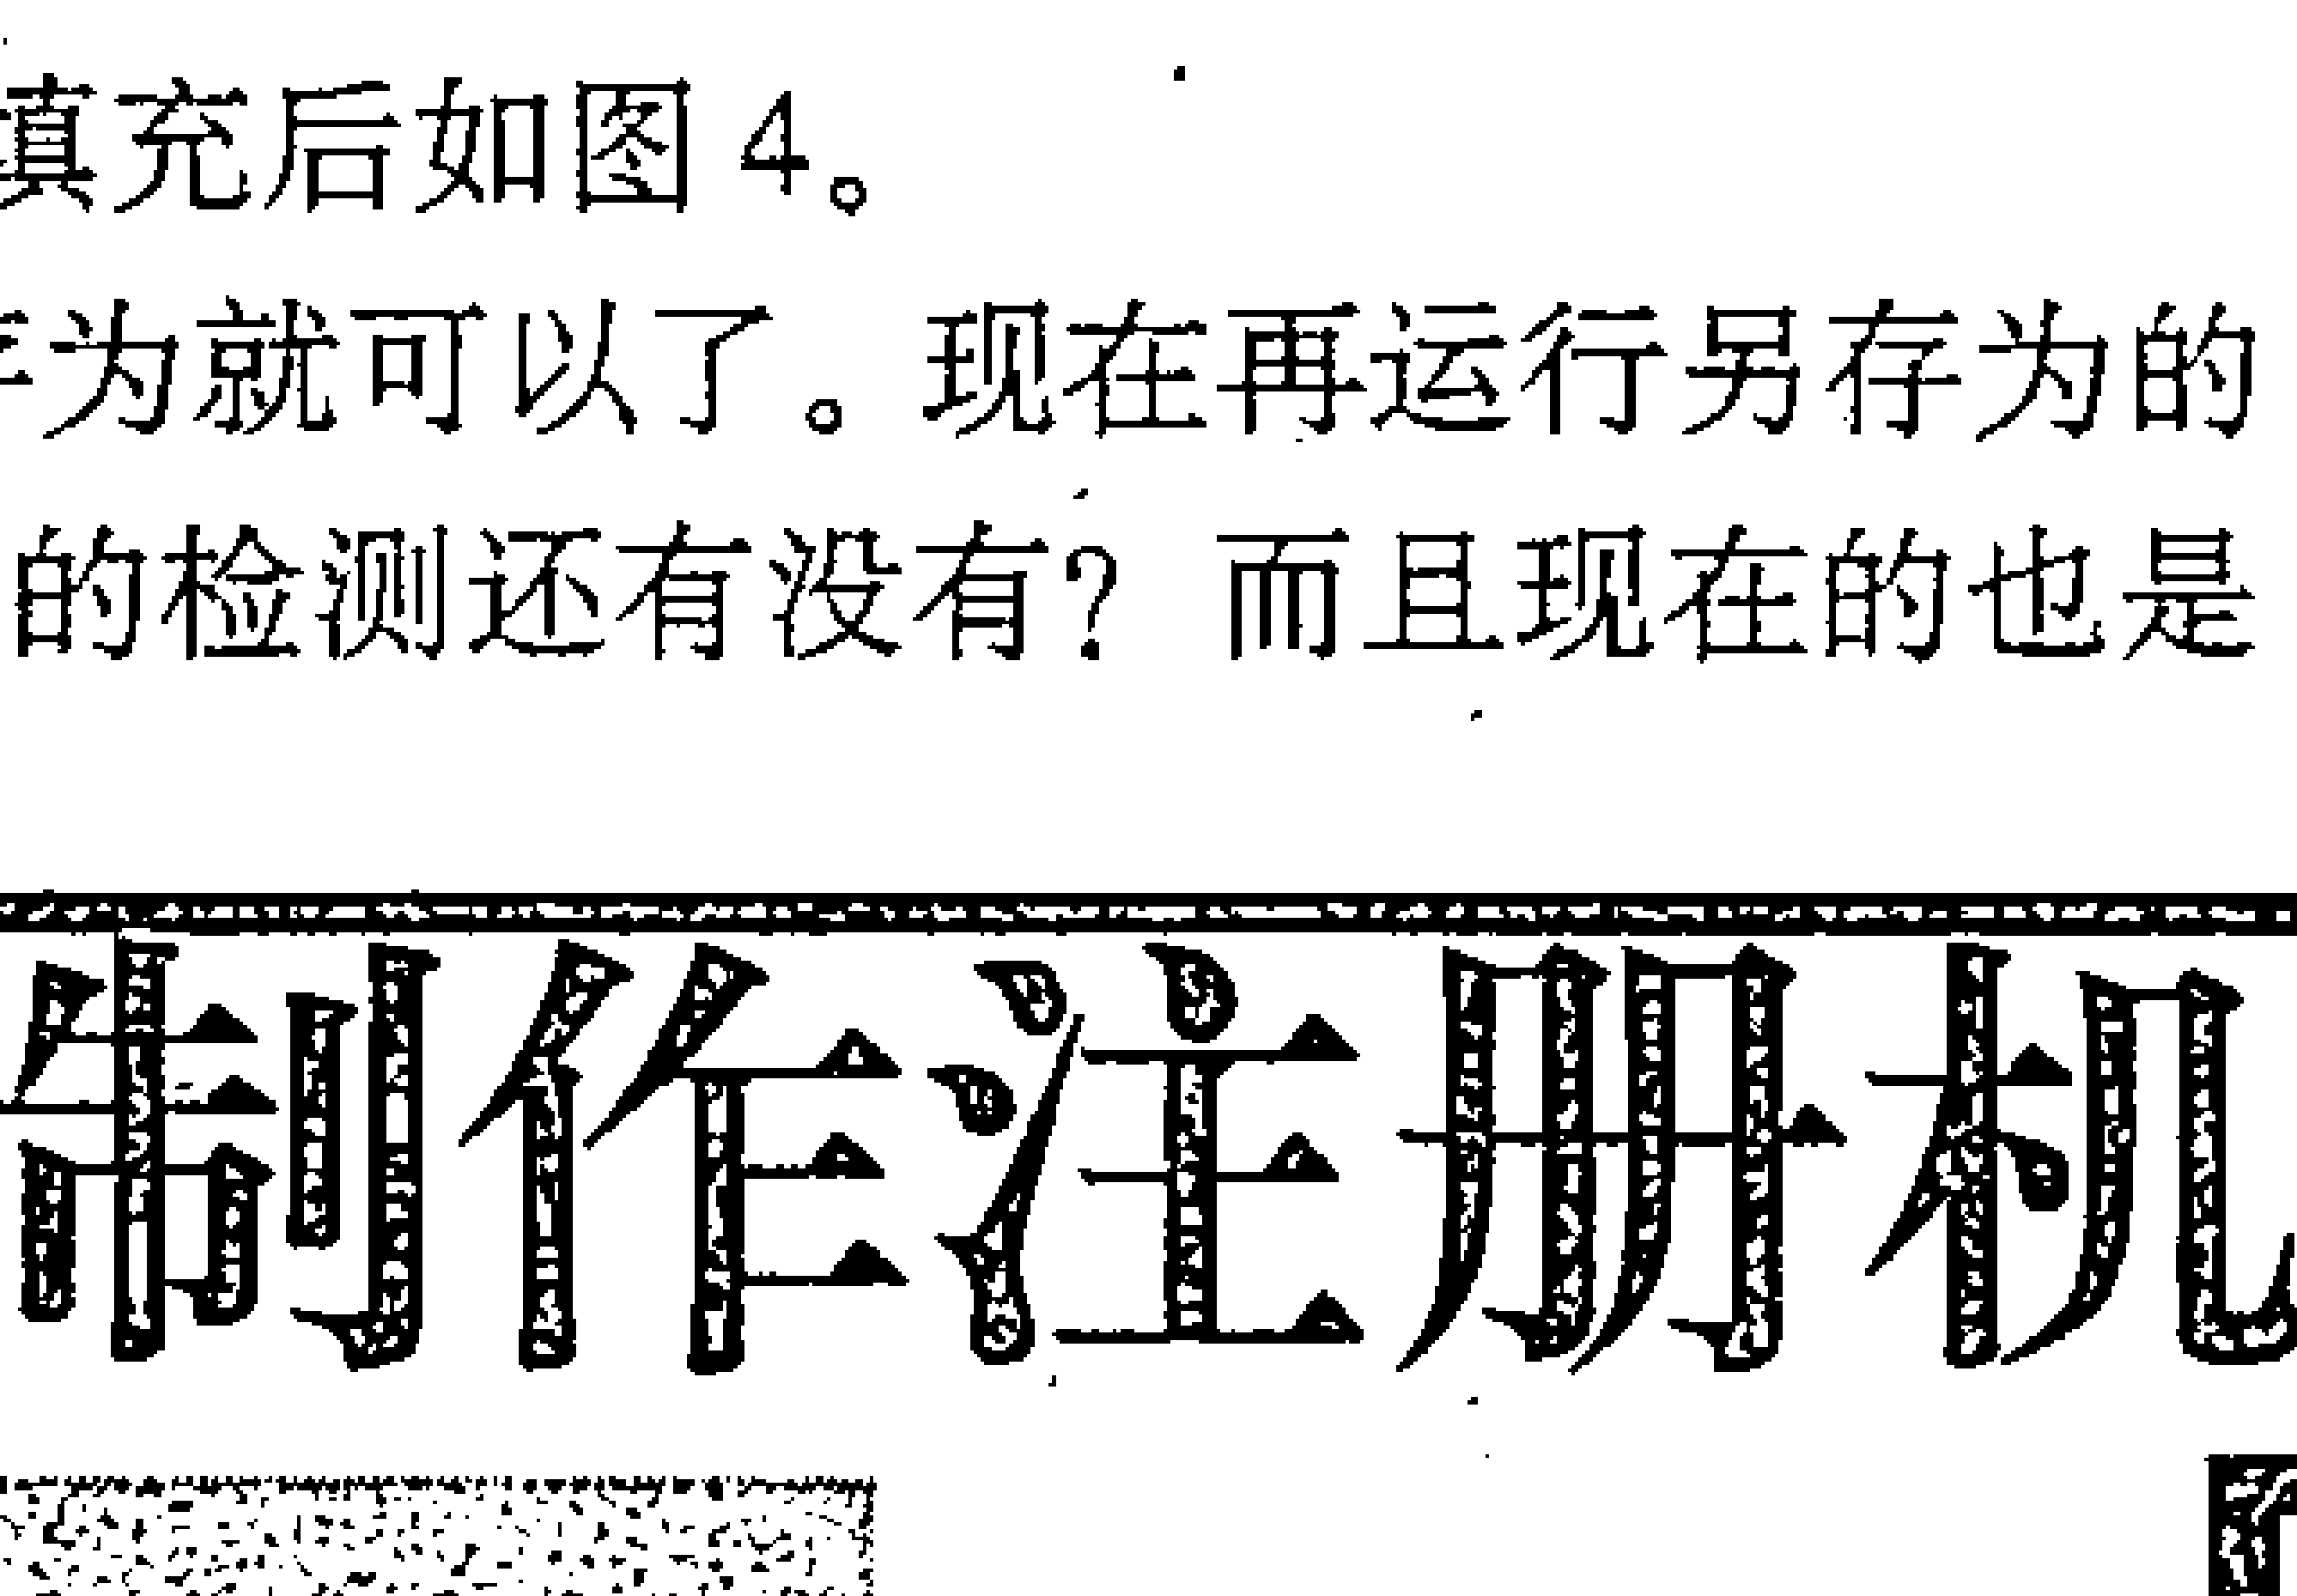 填充后如图 4。
为就可以了。现在再运行另存为的
的检测还有没有？而且现在的也是
制作注册机